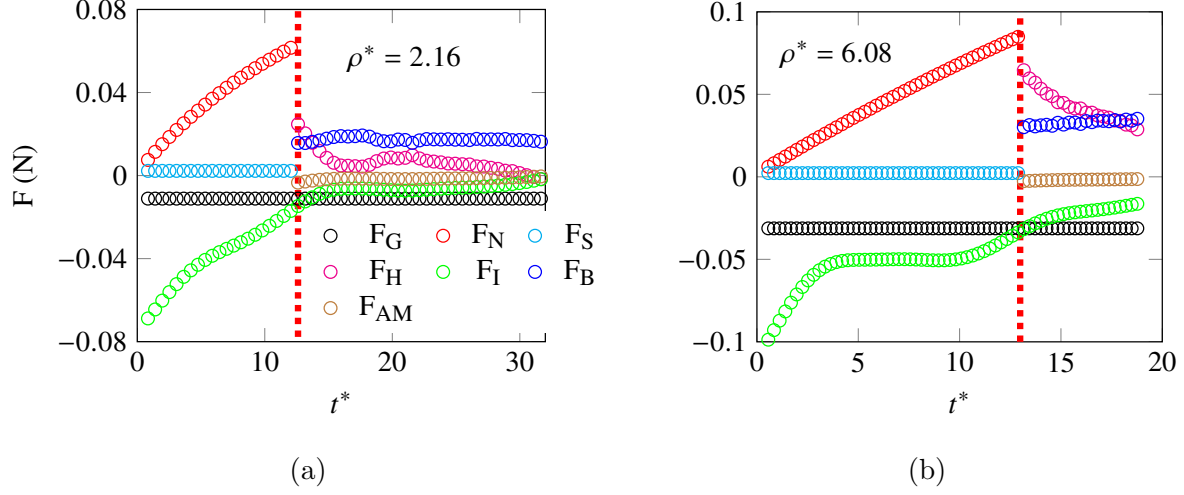 0.08
0.04
0
−0.04
−0.08
F (N)
ρ* = 2.16
F_G F_N F_S
F_H F_I F_B
F_AM
0 10 20 30
t*
(a)
0.1
0.05
0
−0.05
−0.1
ρ* = 6.08
0 5 10 15 20
t*
(b)